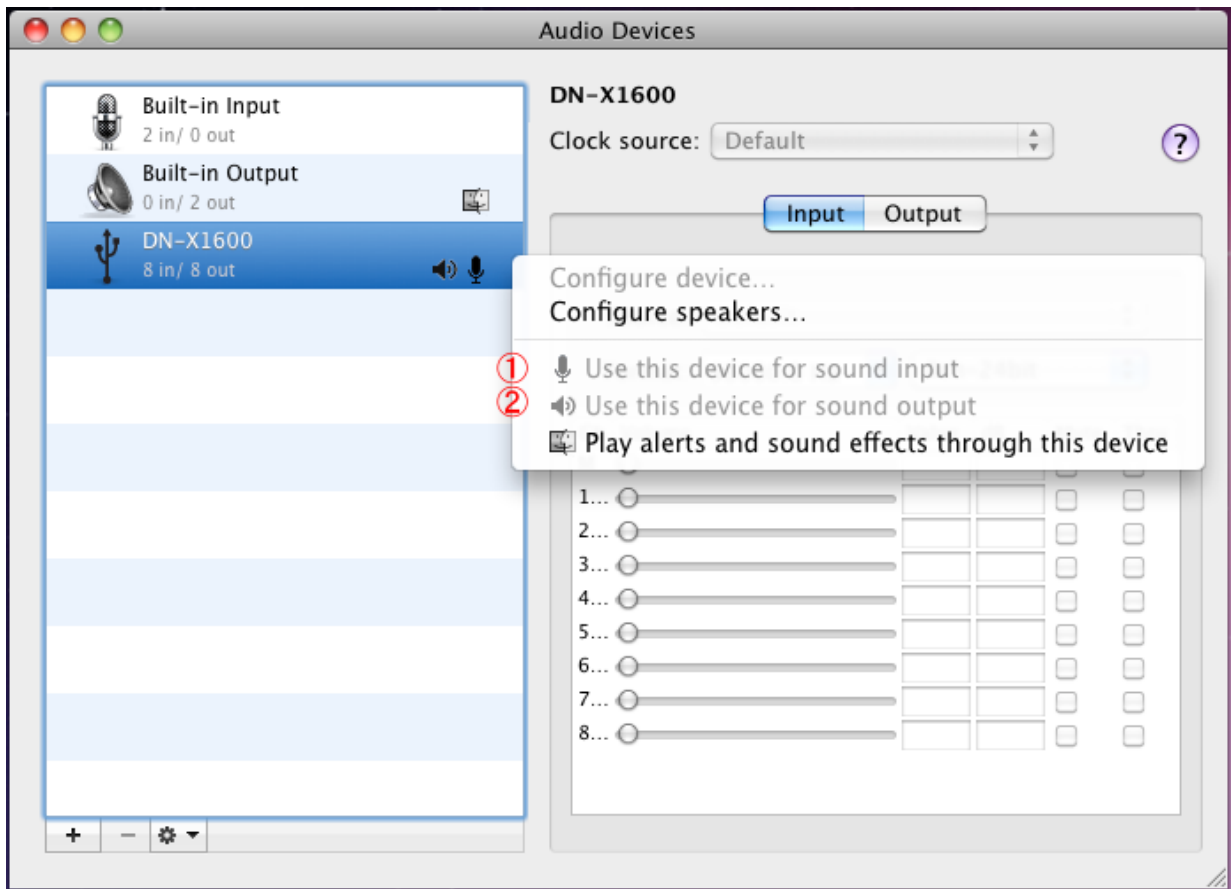 Audio Devices
Built-in Input
2 in/ 0 out
Built-in Output
0 in/ 2 out
DN-X1600
8 in/ 8 out
DN-X1600
Clock source: Default
?
Input Output
Configure device...
Configure speakers...
① Use this device for sound input
② Use this device for sound output
Play alerts and sound effects through this device
1...
2...
3...
4...
5...
6...
7...
8...